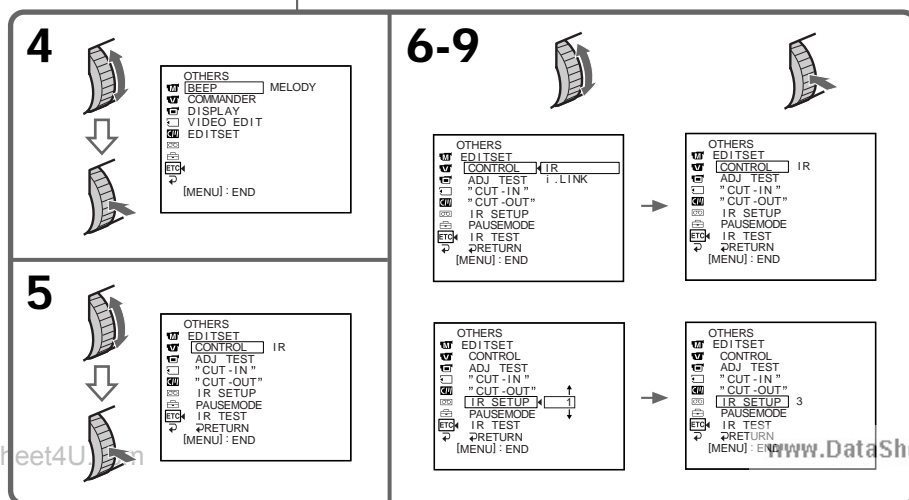 4
OTHERS
BEEP MELODY
COMMANDER
DISPLAY
VIDEO EDIT
EDITSET
ETC
[MENU] : END
5
OTHERS
EDITSET
CONTROL IR
ADJ TEST
"CUT-IN"
"CUT-OUT"
IR SETUP
PAUSEMODE
ETC IR TEST
RETURN
[MENU] : END
6-9
OTHERS
EDITSET
CONTROL IR
ADJ TEST i.LINK
"CUT-IN"
"CUT-OUT"
IR SETUP
PAUSEMODE
ETC IR TEST
RETURN
[MENU] : END
OTHERS
EDITSET
CONTROL IR
ADJ TEST
"CUT-IN"
"CUT-OUT"
IR SETUP
PAUSEMODE
ETC IR TEST
RETURN
[MENU] : END
OTHERS
EDITSET
CONTROL
ADJ TEST
"CUT-IN"
"CUT-OUT"
IR SETUP 1
PAUSEMODE
ETC IR TEST
RETURN
[MENU] : END
OTHERS
EDITSET
CONTROL
ADJ TEST
"CUT-IN"
"CUT-OUT"
IR SETUP 3
PAUSEMODE
ETC IR TEST
RETURN
[MENU] : END
heet4U.
www.DataSh